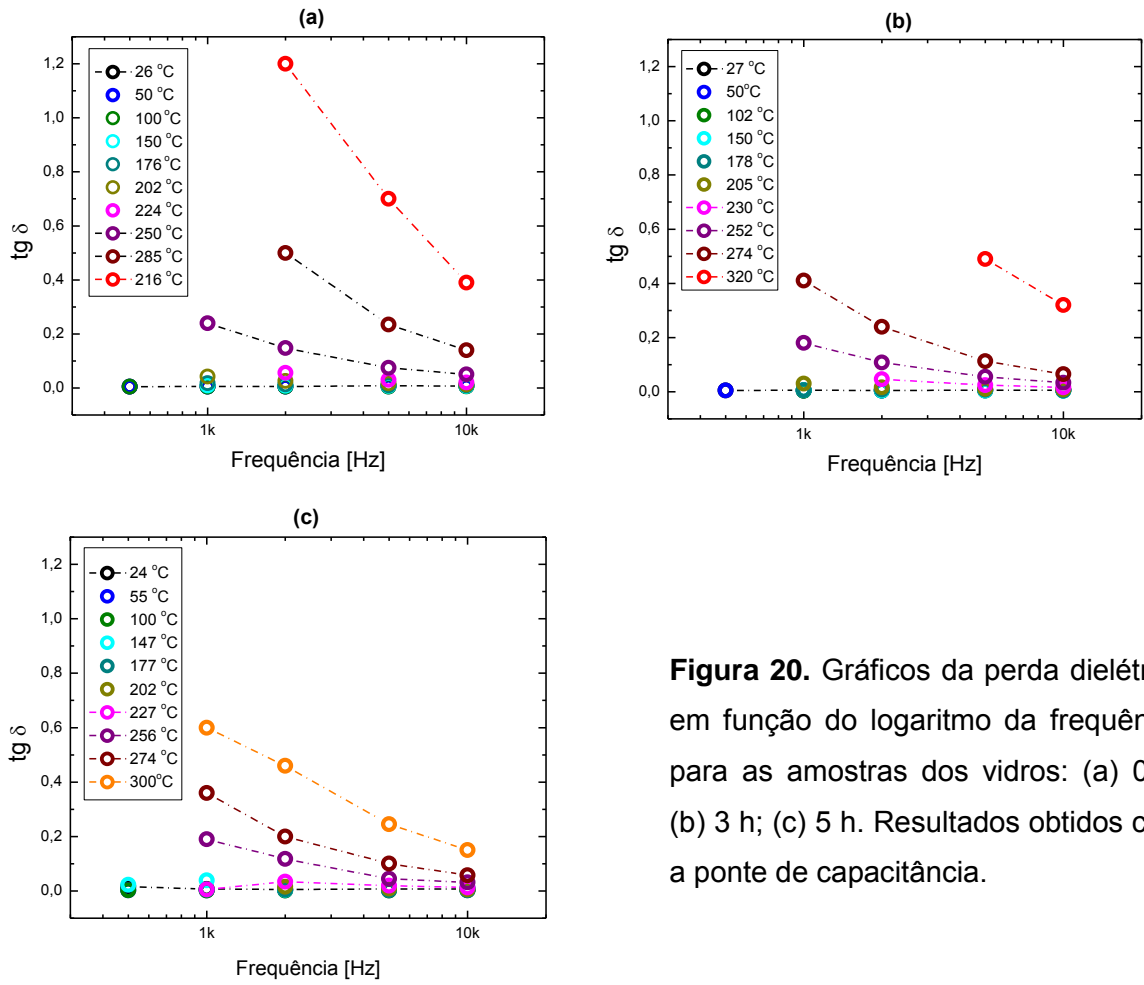 (a)
1,2
1,0
0,8
0,6
0,4
0,2
0,0
tg δ
26 °C
50 °C
100 °C
150 °C
176 °C
202 °C
224 °C
250 °C
285 °C
216 °C
1k
10k
Frequência [Hz]
(b)
1,2
1,0
0,8
0,6
0,4
0,2
0,0
tg δ
27 °C
50°C
102 °C
150 °C
178 °C
205 °C
230 °C
252 °C
274 °C
320 °C
1k
10k
Frequência [Hz]
(c)
1,2
1,0
0,8
0,6
0,4
0,2
0,0
tg δ
24 °C
55 °C
100 °C
147 °C
177 °C
202 °C
227 °C
256 °C
274 °C
300°C
1k
10k
Frequência [Hz]
Figura 20. Gráficos da perda dielétr
em função do logaritmo da frequên
para as amostras dos vidros: (a) 0
(b) 3 h; (c) 5 h. Resultados obtidos
a ponte de capacitância.